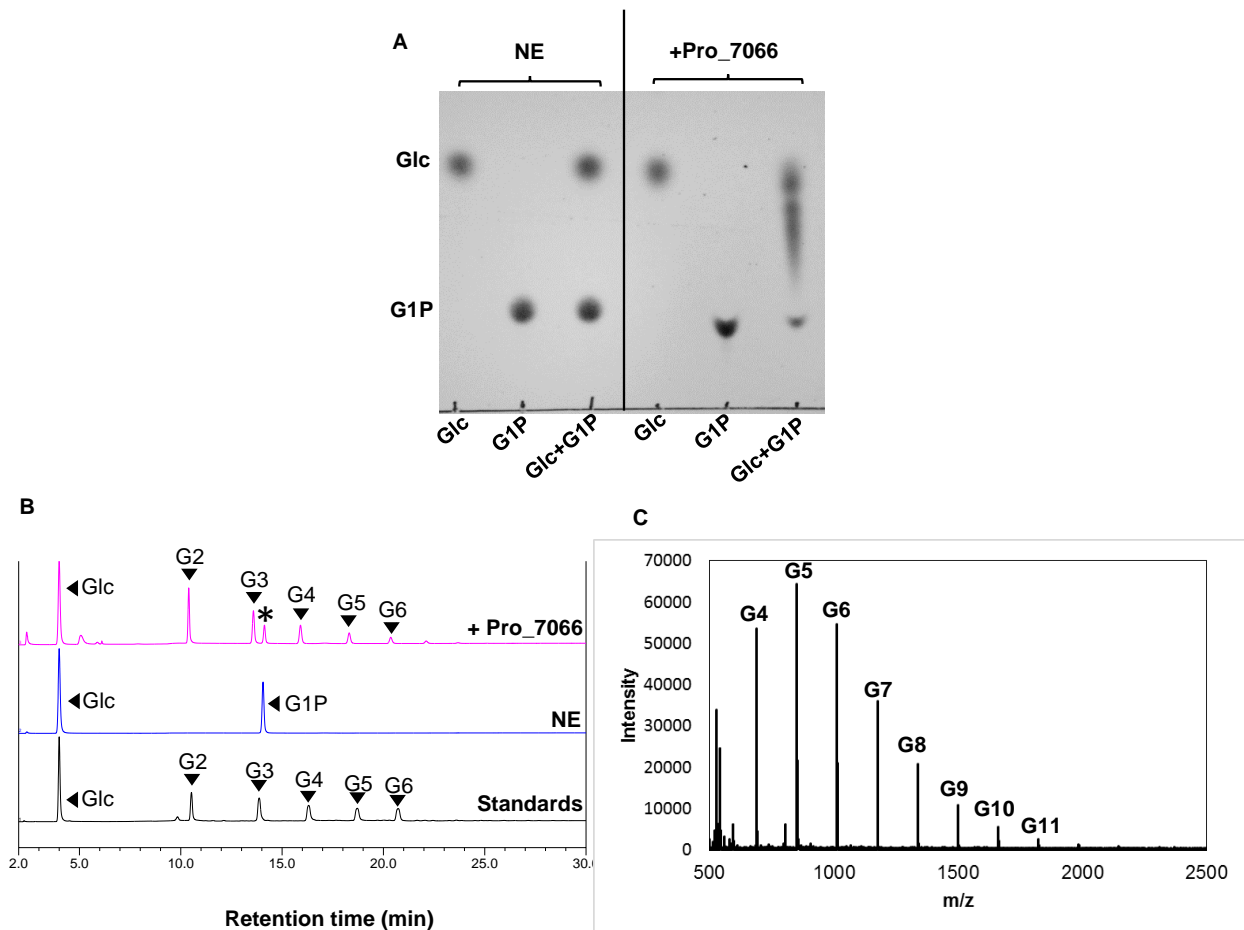 A
NE
+Pro_7066
Glc
G1P
Glc
G1P
Glc+G1P
Glc
G1P
Glc+G1P
B
Glc
G2
G3
*
G4
G5
G6
+ Pro_7066
Glc
G1P
NE
Glc
G2
G3
G4
G5
G6
Standards
2.0 5.0 10.0 15.0 20.0 25.0 30.0
Retention time (min)
C
70000
60000
50000
40000
30000
20000
10000
0
Intensity
G4
G5
G6
G7
G8
G9
G10
G11
500 1000 1500 2000 2500
m/z